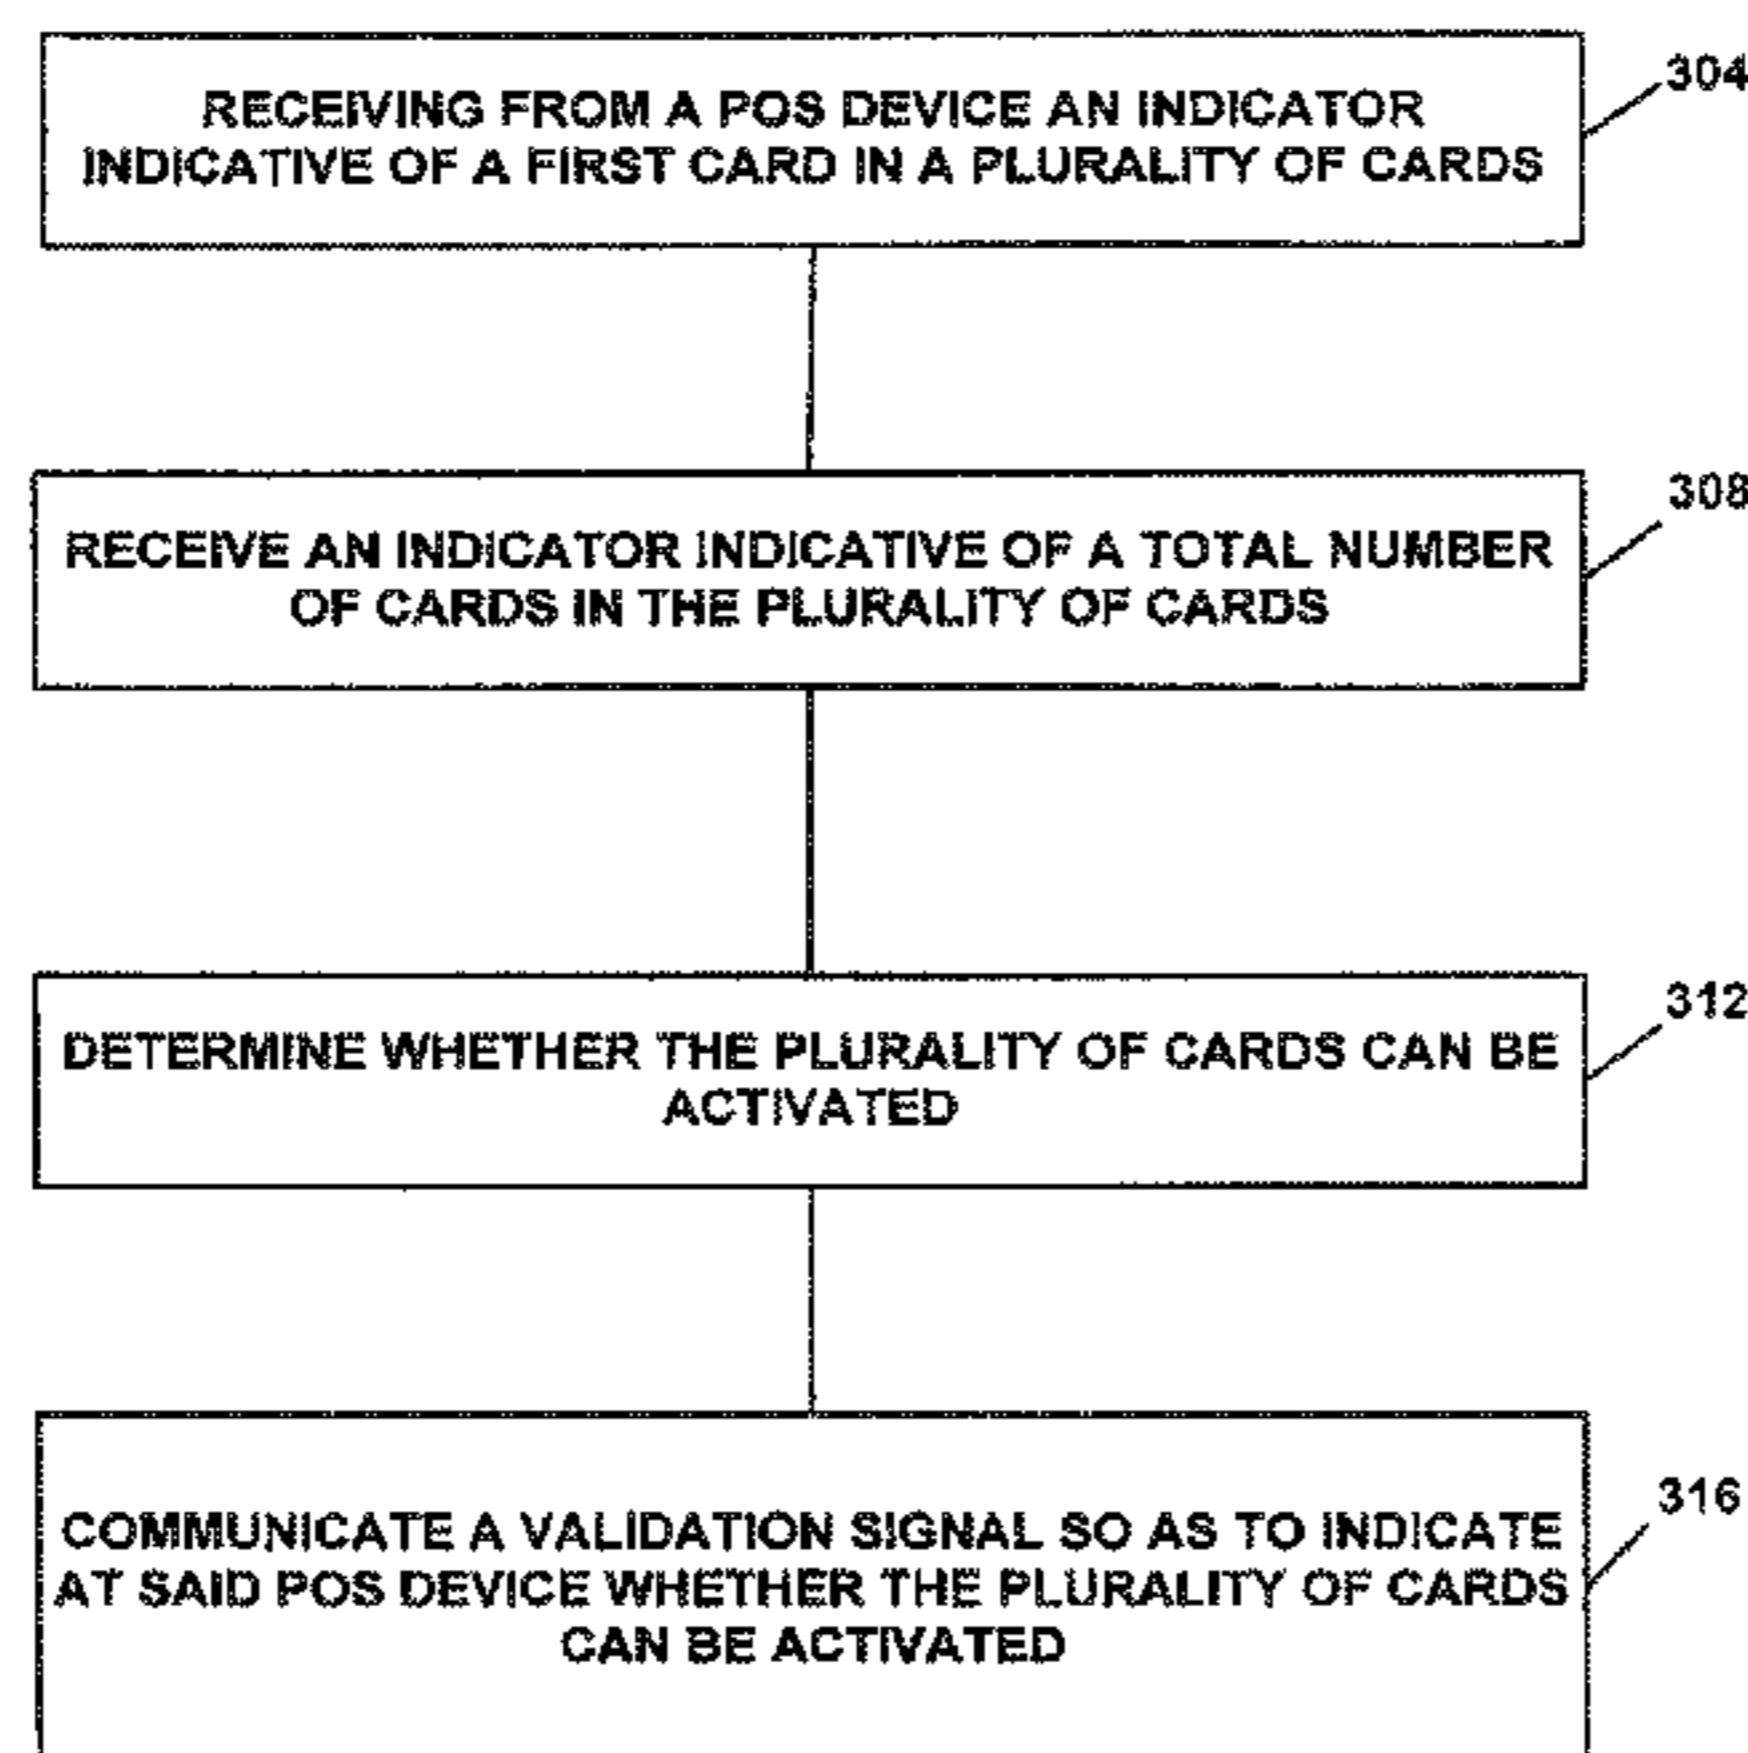 RECEIVING FROM A POS DEVICE AN INDICATOR
INDICATIVE OF A FIRST CARD IN A PLURALITY OF CARDS
304
RECEIVE AN INDICATOR INDICATIVE OF A TOTAL NUMBER
OF CARDS IN THE PLURALITY OF CARDS
308
DETERMINE WHETHER THE PLURALITY OF CARDS CAN BE
ACTIVATED
312
COMMUNICATE A VALIDATION SIGNAL SO AS TO INDICATE
AT SAID POS DEVICE WHETHER THE PLURALITY OF CARDS
CAN BE ACTIVATED
316